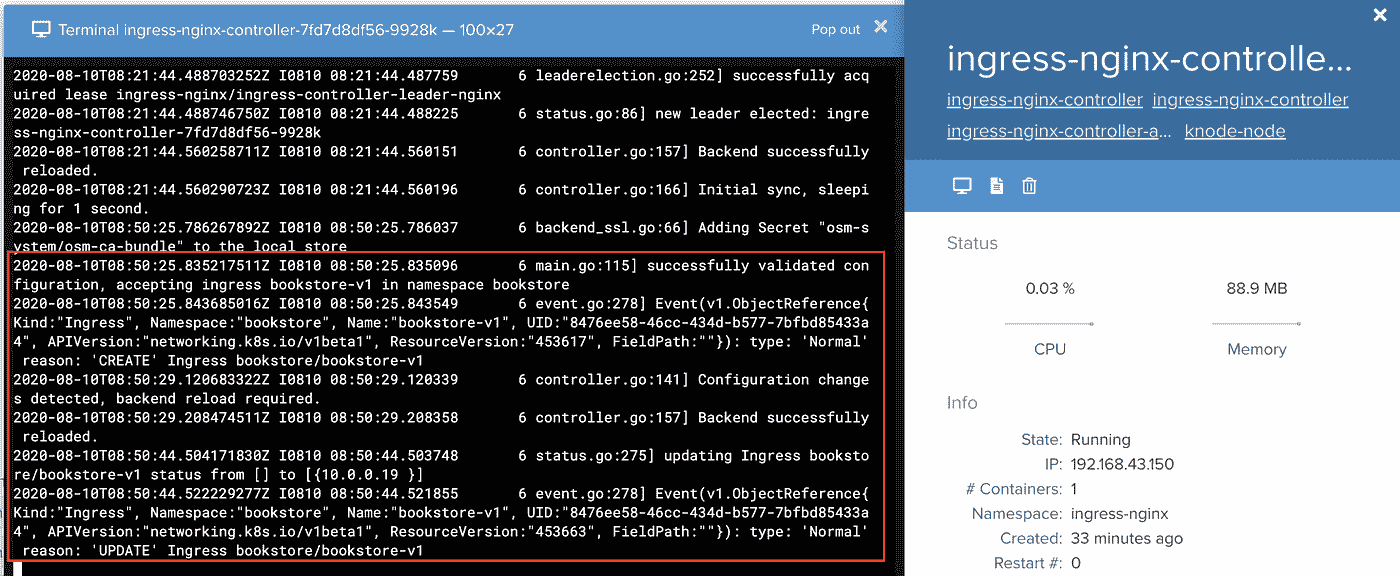 Terminal ingress-nginx-controller-7fd7d8df56-9928k — 100×27
Pop out ✕
2020-08-10T08:21:44.488703252Z I0810 08:21:44.487759       6 leaderelection.go:252] successfully acq
uired lease ingress-nginx/ingress-controller-leader-nginx
2020-08-10T08:21:44.488746750Z I0810 08:21:44.488225       6 status.go:86] new leader elected: ingre
ss-nginx-controller-7fd7d8df56-9928k
2020-08-10T08:21:44.560258711Z I0810 08:21:44.560151       6 controller.go:157] Backend successfully
 reloaded.
2020-08-10T08:21:44.560290723Z I0810 08:21:44.560196       6 controller.go:166] Initial sync, sleepi
ng for 1 second.
2020-08-10T08:50:25.786267892Z I0810 08:50:25.786037       6 backend_ssl.go:66] Adding Secret "osm-s
ystem/osm-ca-bundle" to the local store
2020-08-10T08:50:25.835217511Z I0810 08:50:25.835096       6 main.go:115] successfully validated con
figuration, accepting ingress bookstore-v1 in namespace bookstore
2020-08-10T08:50:25.843685016Z I0810 08:50:25.843549       6 event.go:278] Event(v1.ObjectReference{
Kind:"Ingress", Namespace:"bookstore", Name:"bookstore-v1", UID:"8476ee58-46cc-434d-b577-7bfbd85433a
4", APIVersion:"networking.k8s.io/v1beta1", ResourceVersion:"453617", FieldPath:""}): type: 'Normal'
 reason: 'CREATE' Ingress bookstore/bookstore-v1
2020-08-10T08:50:29.120683322Z I0810 08:50:29.120339       6 controller.go:141] Configuration change
s detected, backend reload required.
2020-08-10T08:50:29.208474511Z I0810 08:50:29.208358       6 controller.go:157] Backend successfully
 reloaded.
2020-08-10T08:50:44.504171830Z I0810 08:50:44.503748       6 status.go:275] updating Ingress booksto
re/bookstore-v1 status from [] to [{10.0.0.19 }]
2020-08-10T08:50:44.522229277Z I0810 08:50:44.521855       6 event.go:278] Event(v1.ObjectReference{
Kind:"Ingress", Namespace:"bookstore", Name:"bookstore-v1", UID:"8476ee58-46cc-434d-b577-7bfbd85433a
4", APIVersion:"networking.k8s.io/v1beta1", ResourceVersion:"453663", FieldPath:""}): type: 'Normal'
 reason: 'UPDATE' Ingress bookstore/bookstore-v1
✕
ingress-nginx-controlle...
ingress-nginx-controller ingress-nginx-controller
ingress-nginx-controller-a... knode-node
Status
0.03 % 88.9 MB
CPU Memory
Info
State: Running
IP: 192.168.43.150
# Containers: 1
Namespace: ingress-nginx
Created: 33 minutes ago
Restart #: 0